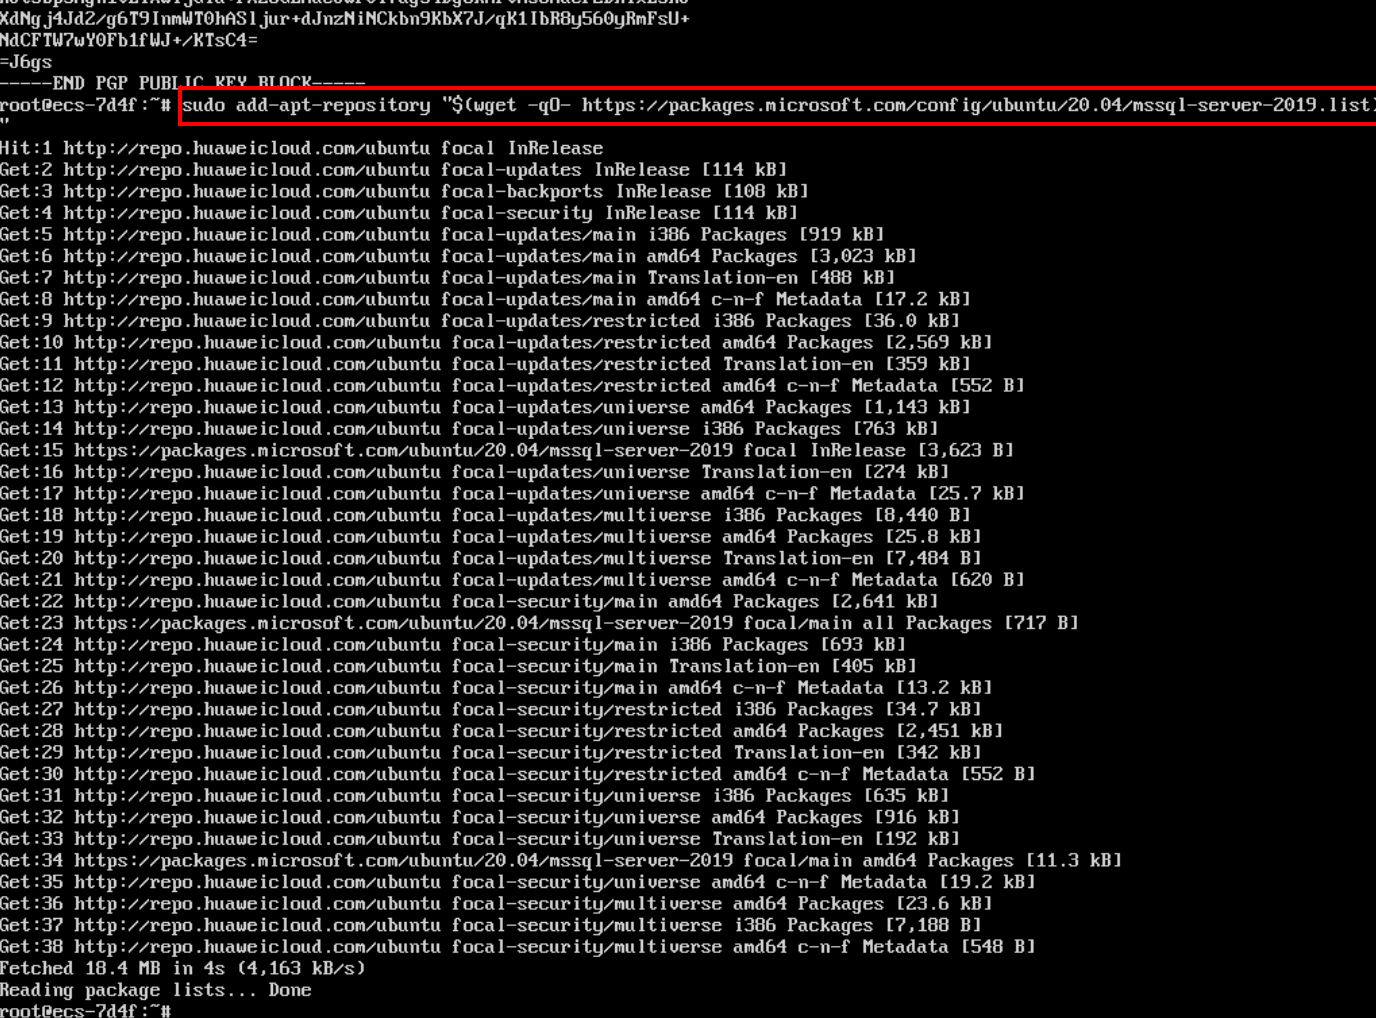 XdNgj4Jd2/g6T9InmWT0hASljur+dJnzNiNCkbn9KbX7J/qK1IbR8y560yRmFsU+
NdCFTW7wY0Fb1fWJ+/KTsC4=
=J6gs
-----END PGP PUBLIC KEY BLOCK-----
root@ecs-7d4f:~# sudo add-apt-repository "$(wget -qO- https://packages.microsoft.com/config/ubuntu/20.04/mssql-server-2019.list)
"
Hit:1 http://repo.huaweicloud.com/ubuntu focal InRelease
Get:2 http://repo.huaweicloud.com/ubuntu focal-updates InRelease [114 kB]
Get:3 http://repo.huaweicloud.com/ubuntu focal-backports InRelease [108 kB]
Get:4 http://repo.huaweicloud.com/ubuntu focal-security InRelease [114 kB]
Get:5 http://repo.huaweicloud.com/ubuntu focal-updates/main i386 Packages [919 kB]
Get:6 http://repo.huaweicloud.com/ubuntu focal-updates/main amd64 Packages [3,023 kB]
Get:7 http://repo.huaweicloud.com/ubuntu focal-updates/main Translation-en [488 kB]
Get:8 http://repo.huaweicloud.com/ubuntu focal-updates/main amd64 c-n-f Metadata [17.2 kB]
Get:9 http://repo.huaweicloud.com/ubuntu focal-updates/restricted i386 Packages [36.0 kB]
Get:10 http://repo.huaweicloud.com/ubuntu focal-updates/restricted amd64 Packages [2,569 kB]
Get:11 http://repo.huaweicloud.com/ubuntu focal-updates/restricted Translation-en [359 kB]
Get:12 http://repo.huaweicloud.com/ubuntu focal-updates/restricted amd64 c-n-f Metadata [552 B]
Get:13 http://repo.huaweicloud.com/ubuntu focal-updates/universe amd64 Packages [1,143 kB]
Get:14 http://repo.huaweicloud.com/ubuntu focal-updates/universe i386 Packages [763 kB]
Get:15 https://packages.microsoft.com/ubuntu/20.04/mssql-server-2019 focal InRelease [3,623 B]
Get:16 http://repo.huaweicloud.com/ubuntu focal-updates/universe Translation-en [274 kB]
Get:17 http://repo.huaweicloud.com/ubuntu focal-updates/universe amd64 c-n-f Metadata [25.7 kB]
Get:18 http://repo.huaweicloud.com/ubuntu focal-updates/multiverse i386 Packages [8,440 B]
Get:19 http://repo.huaweicloud.com/ubuntu focal-updates/multiverse amd64 Packages [25.8 kB]
Get:20 http://repo.huaweicloud.com/ubuntu focal-updates/multiverse Translation-en [7,484 B]
Get:21 http://repo.huaweicloud.com/ubuntu focal-updates/multiverse amd64 c-n-f Metadata [620 B]
Get:22 http://repo.huaweicloud.com/ubuntu focal-security/main amd64 Packages [2,641 kB]
Get:23 https://packages.microsoft.com/ubuntu/20.04/mssql-server-2019 focal/main all Packages [717 B]
Get:24 http://repo.huaweicloud.com/ubuntu focal-security/main i386 Packages [693 kB]
Get:25 http://repo.huaweicloud.com/ubuntu focal-security/main Translation-en [405 kB]
Get:26 http://repo.huaweicloud.com/ubuntu focal-security/main amd64 c-n-f Metadata [13.2 kB]
Get:27 http://repo.huaweicloud.com/ubuntu focal-security/restricted i386 Packages [34.7 kB]
Get:28 http://repo.huaweicloud.com/ubuntu focal-security/restricted amd64 Packages [2,451 kB]
Get:29 http://repo.huaweicloud.com/ubuntu focal-security/restricted Translation-en [342 kB]
Get:30 http://repo.huaweicloud.com/ubuntu focal-security/restricted amd64 c-n-f Metadata [552 B]
Get:31 http://repo.huaweicloud.com/ubuntu focal-security/universe i386 Packages [635 kB]
Get:32 http://repo.huaweicloud.com/ubuntu focal-security/universe amd64 Packages [916 kB]
Get:33 http://repo.huaweicloud.com/ubuntu focal-security/universe Translation-en [192 kB]
Get:34 https://packages.microsoft.com/ubuntu/20.04/mssql-server-2019 focal/main amd64 Packages [11.3 kB]
Get:35 http://repo.huaweicloud.com/ubuntu focal-security/universe amd64 c-n-f Metadata [19.2 kB]
Get:36 http://repo.huaweicloud.com/ubuntu focal-security/multiverse amd64 Packages [23.6 kB]
Get:37 http://repo.huaweicloud.com/ubuntu focal-security/multiverse i386 Packages [7,188 B]
Get:38 http://repo.huaweicloud.com/ubuntu focal-security/multiverse amd64 c-n-f Metadata [548 B]
Fetched 18.4 MB in 4s (4,163 kB/s)
Reading package lists... Done
root@ecs-7d4f:~#